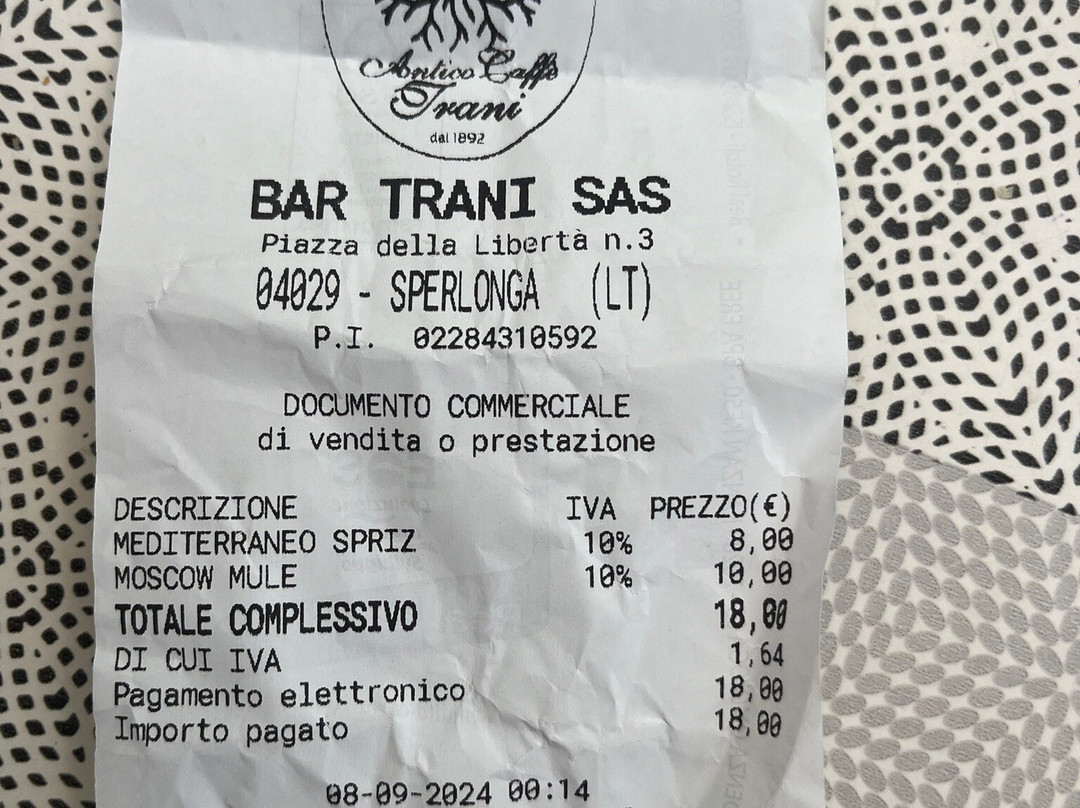 Antico Caffè
Trani
dal 1892
BAR TRANI SAS
Piazza della Libertà n.3
04029 - SPERLONGA (LT)
P.I. 02284310592
DOCUMENTO COMMERCIALE
di vendita o prestazione
DESCRIZIONE IVA PREZZO(€)
MEDITERRANEO SPRIZ 10% 8,00
MOSCOW MULE 10% 10,00
TOTALE COMPLESSIVO 18,00
DI CUI IVA 1,64
Pagamento elettronico 18,00
Importo pagato 18,00
08-09-2024 00:14